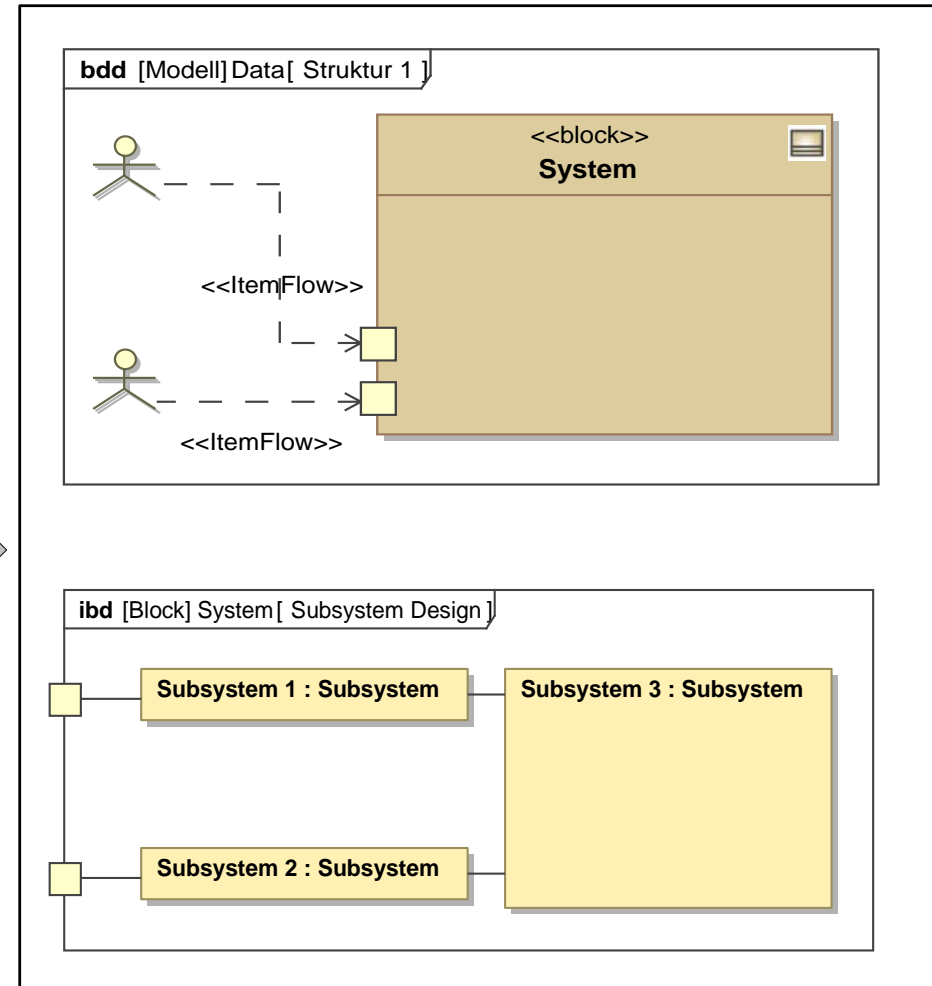 bdd [Modell] Data[ Struktur 1 ]
<<block>>
System
<<ItemFlow>>
<<ItemFlow>>
ibd [Block] System[ Subsystem Design ]
Subsystem 1 : Subsystem
Subsystem 3 : Subsystem
Subsystem 2 : Subsystem